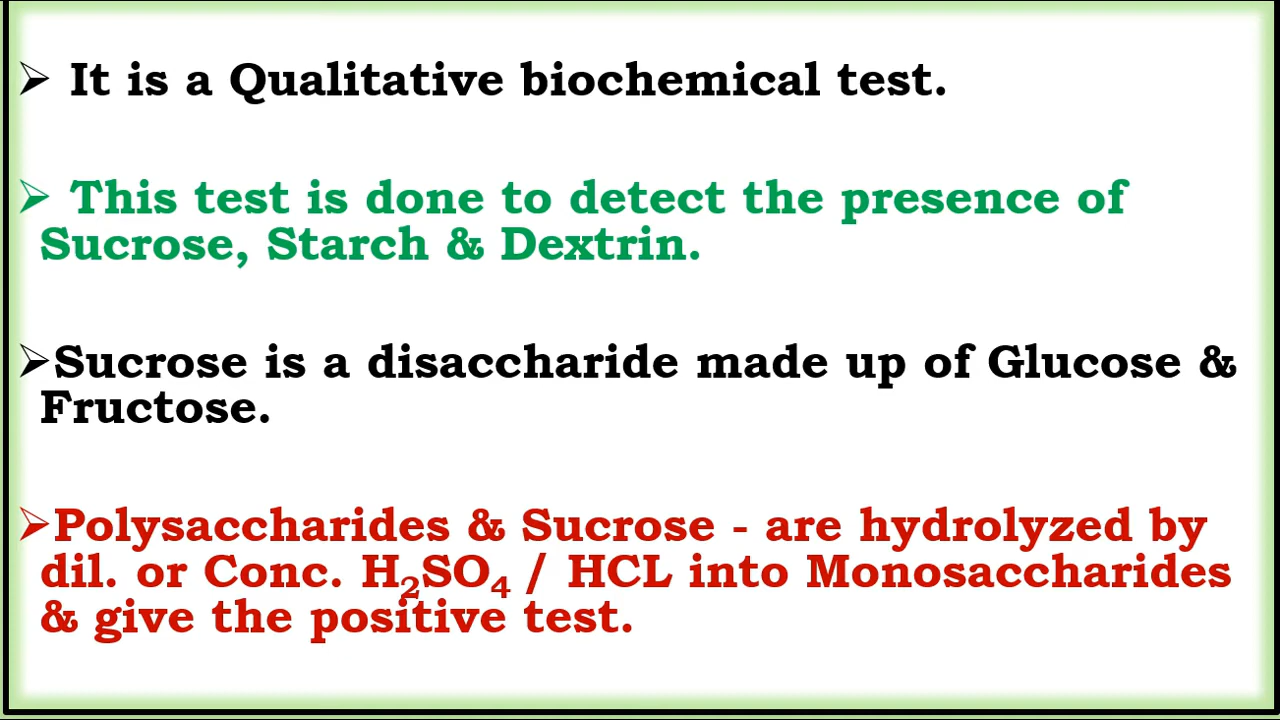 ➢ It is a Qualitative biochemical test.
➢ This test is done to detect the presence of
Sucrose, Starch & Dextrin.
➢Sucrose is a disaccharide made up of Glucose &
Fructose.
➢Polysaccharides & Sucrose - are hydrolyzed by
dil. or Conc. H₂SO₄ / HCL into Monosaccharides
& give the positive test.